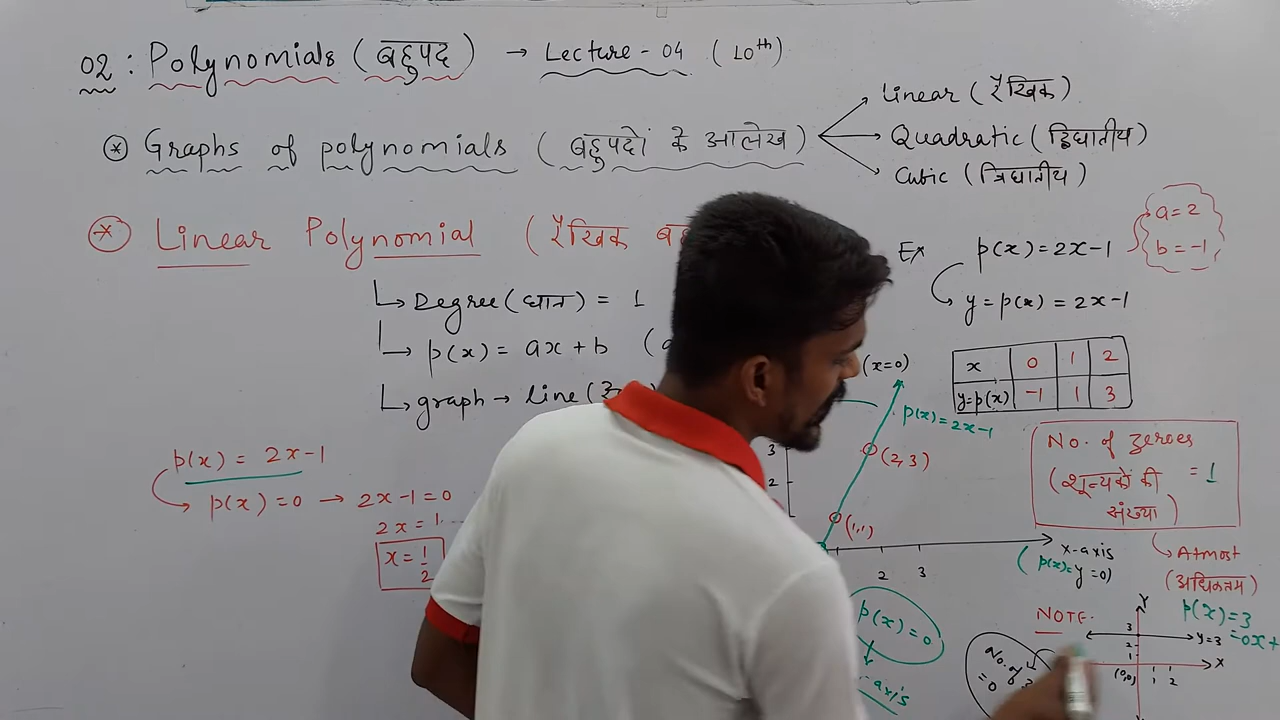 02 : Polynomials (बहुपद) → Lecture - 04 (10th)
* Graphs of polynomials (बहुपदों के आलेख)
Linear (रैखिक)
Quadratic (द्विघातीय)
Cubic (त्रिघातीय)
* Linear Polynomial (रैखिक
Degree (घात) = 1
p(x) = ax + b
graph → line
p(x) = 2x-1
p(x) = 0 → 2x-1 = 0
2x = 1
x = 1/2
Ex p(x) = 2x-1
a = 2
b = -1
y = p(x) = 2x-1
x 0 1 2
y=p(x) -1 1 3
(x=0)
p(x) = 2x-1
3
(2,3)
2
(1,1)
2 3
x-axis
(p(x)= y=0)
p(x) = 0
No. of zeroes
(शून्यकों की संख्या) = 1
Atmost
(अधिकतम)
NOTE:
Y
p(x) = 3
= 0x +
3
y=3
2
1
X
(0,0) 1 2
No. of
= 0